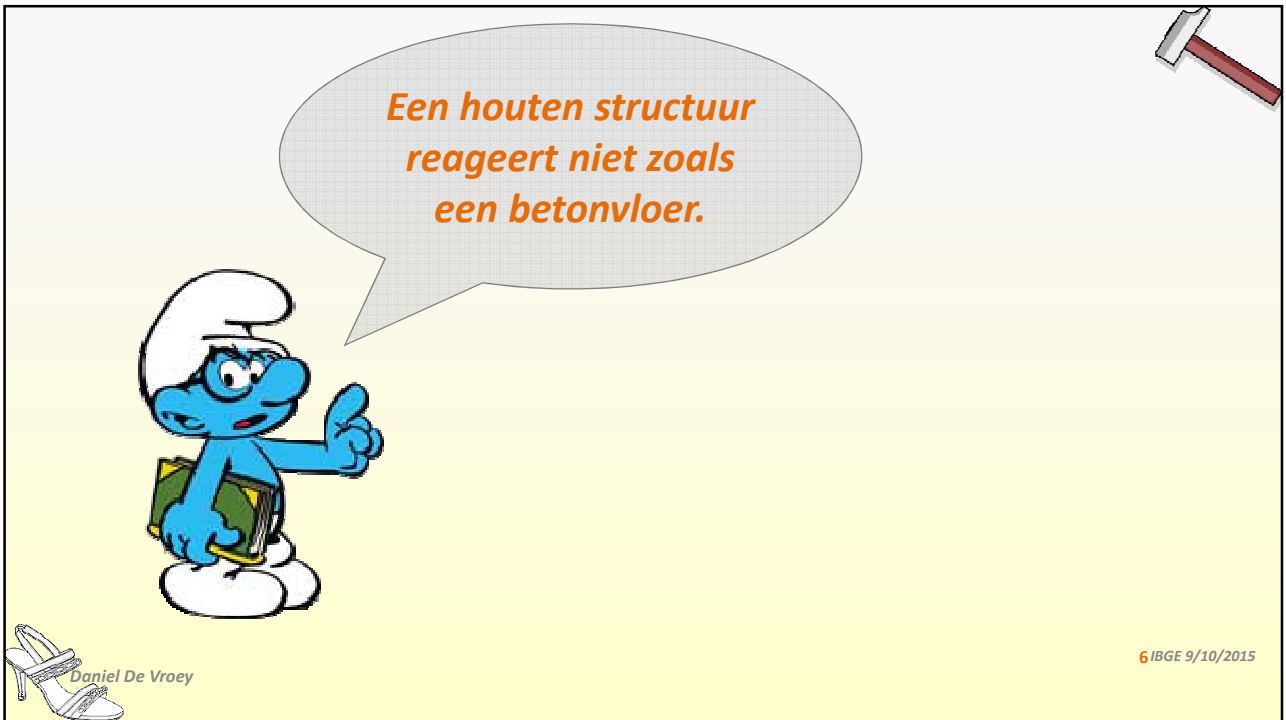 Een houten structuur
reageert niet zoals
een betonvloer.
Daniel De Vroey
6 IBGE 9/10/2015